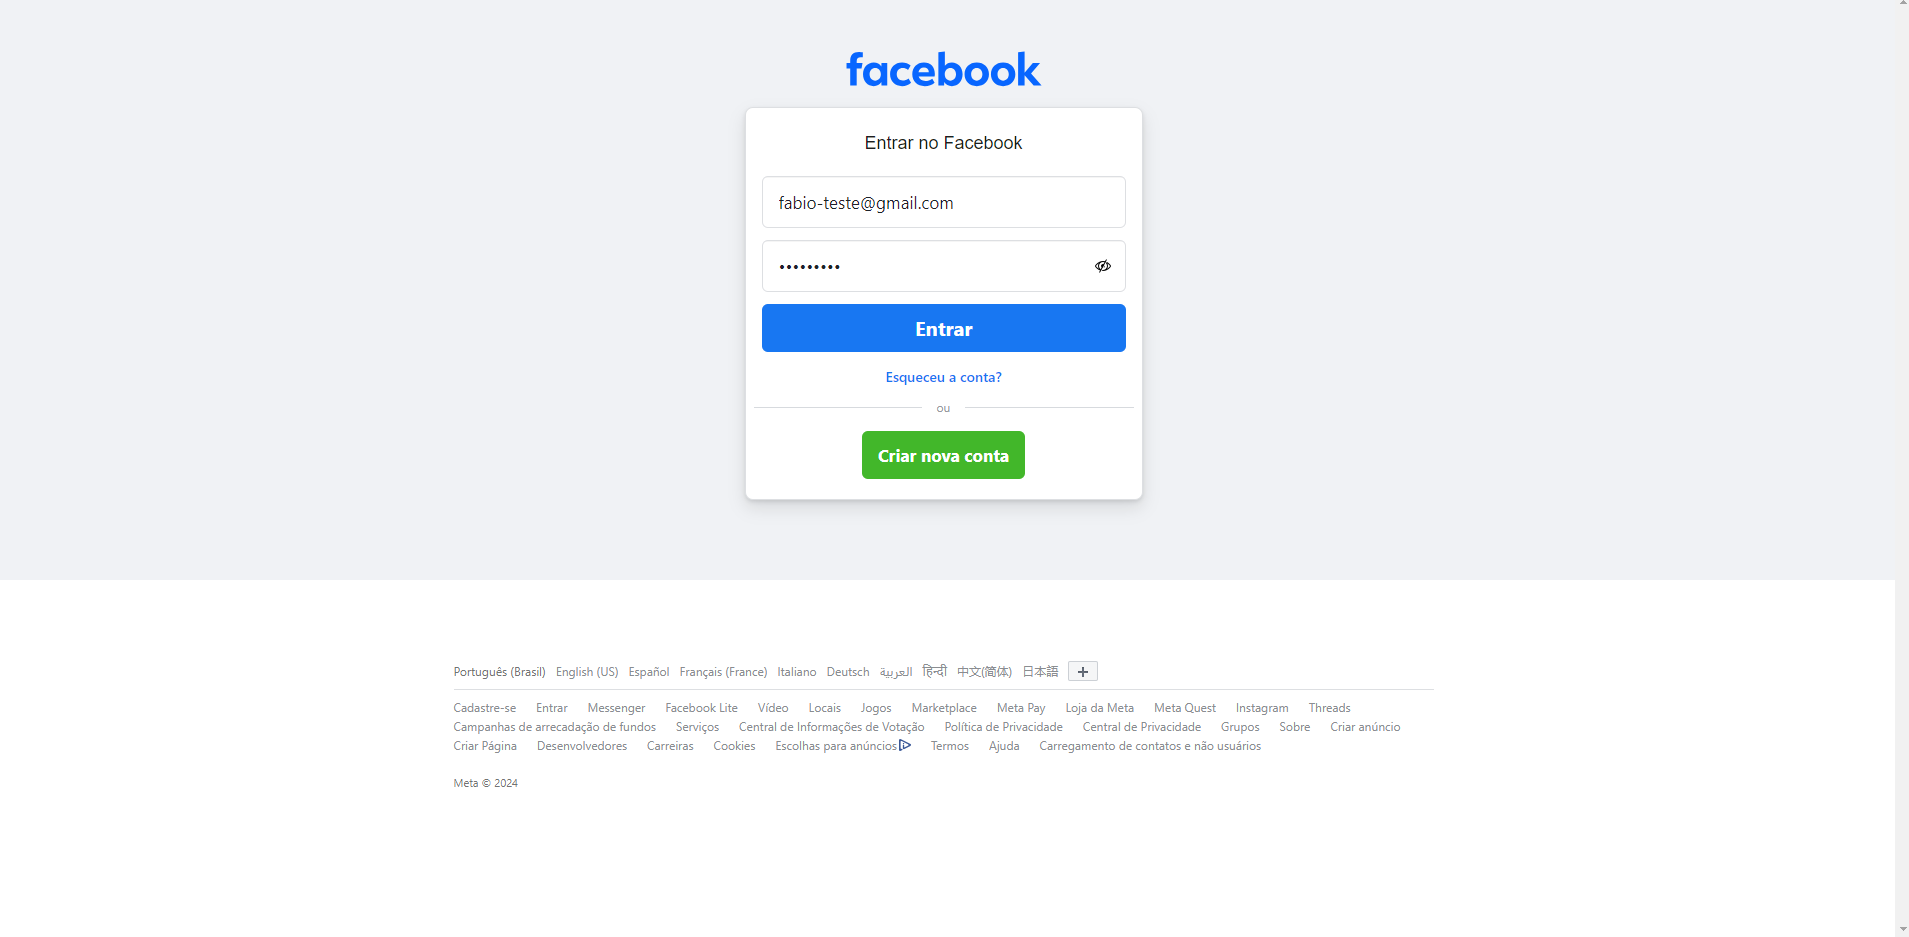 facebook
Entrar no Facebook
fabio-teste@gmail.com
•••••••••
Entrar
Esqueceu a conta?
ou
Criar nova conta
Português (Brasil) English (US) Español Français (France) Italiano Deutsch العربية हिन्दी 中文(简体) 日本語
Cadastre-se Entrar Messenger Facebook Lite Vídeo Locais Jogos Marketplace Meta Pay Loja da Meta Meta Quest Instagram Threads
Campanhas de arrecadação de fundos Serviços Central de Informações de Votação Política de Privacidade Central de Privacidade Grupos Sobre Criar anúncio
Criar Página Desenvolvedores Carreiras Cookies Escolhas para anúncios Termos Ajuda Carregamento de contatos e não usuários
Meta © 2024